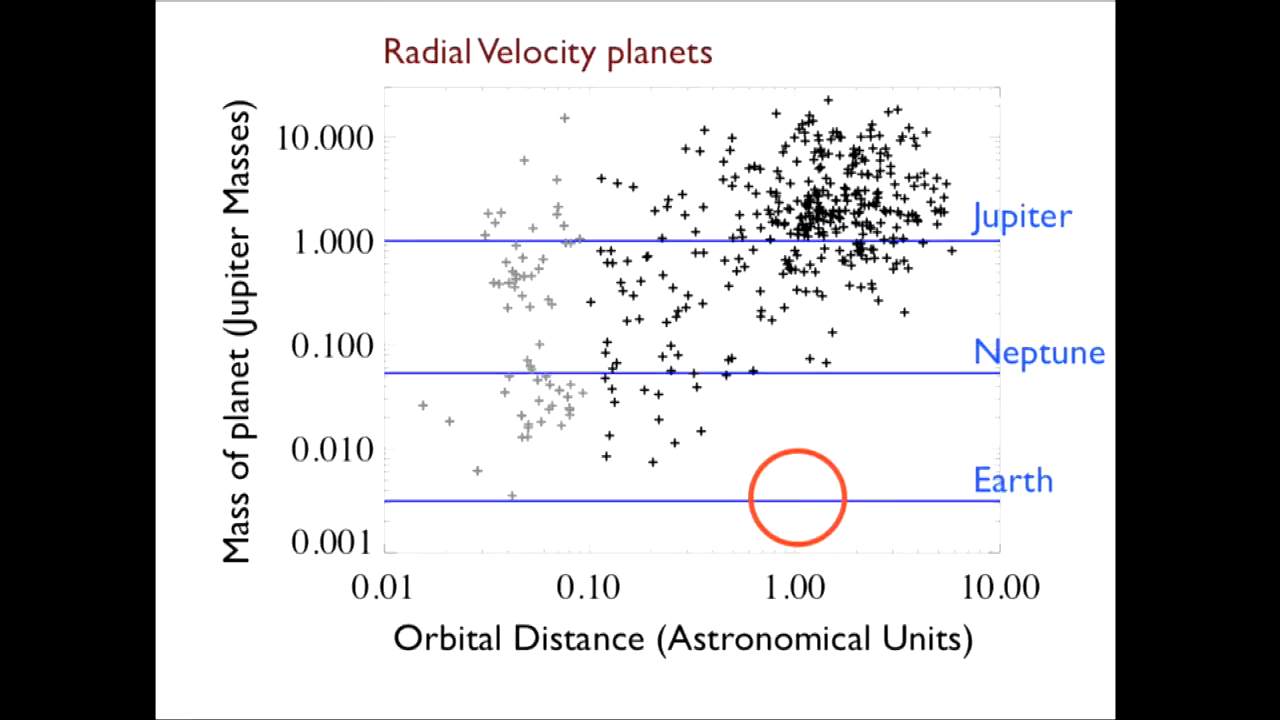 Radial Velocity planets
Mass of planet (Jupiter Masses)
10.000
1.000
0.100
0.010
0.001
Jupiter
Neptune
Earth
0.01 0.10 1.00 10.00
Orbital Distance (Astronomical Units)